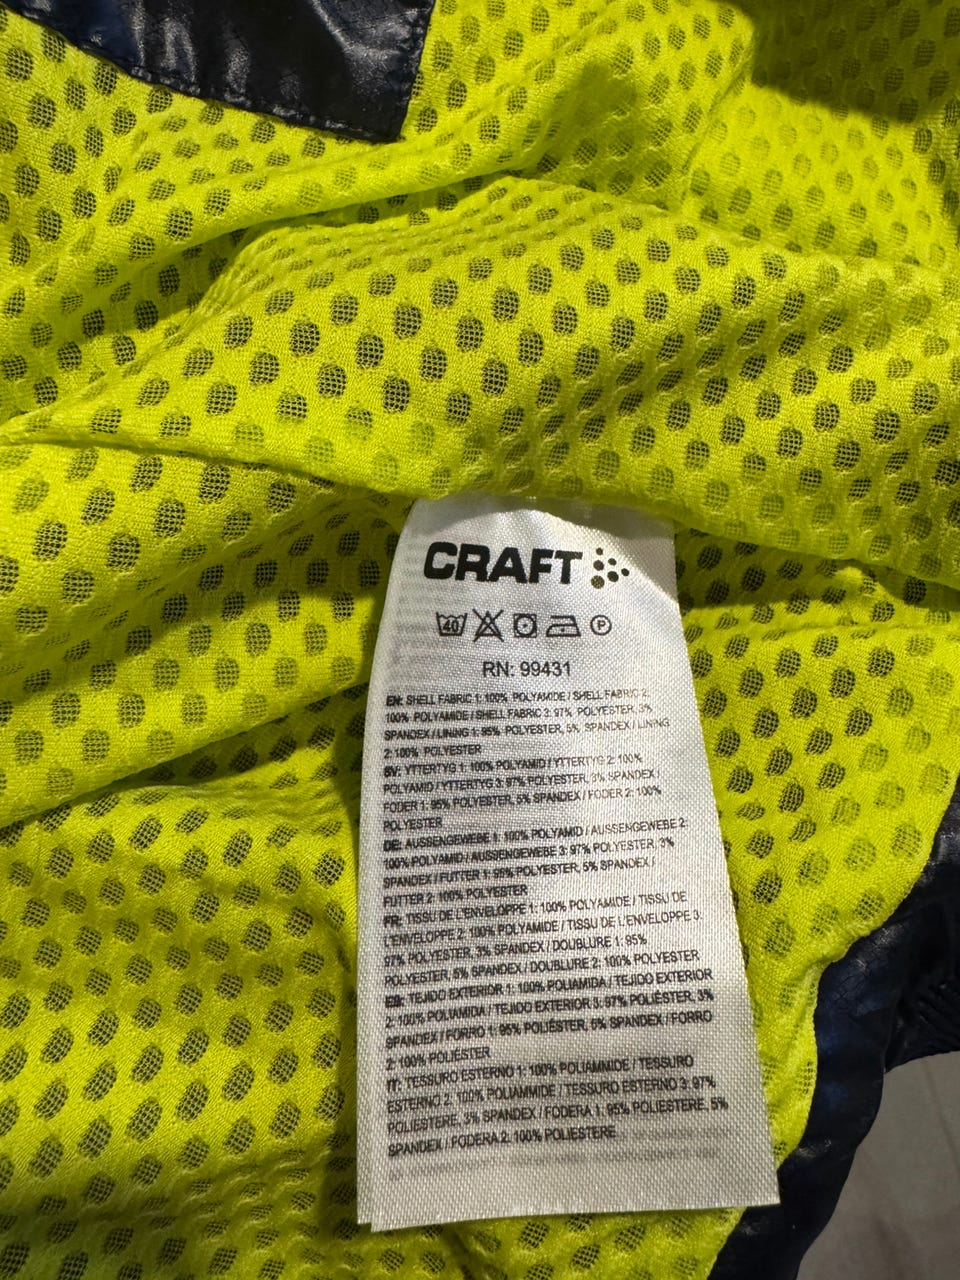 CRAFT
40 P
RN: 99431
EN: SHELL FABRIC 1: 100% POLYAMIDE / SHELL FABRIC 2:
100% POLYAMIDE / SHELL FABRIC 3: 97% POLYESTER, 3%
SPANDEX / LINING 1: 95% POLYESTER, 5% SPANDEX / LINING
2: 100% POLYESTER
SV: YTTERTYG 1: 100% POLYAMID / YTTERTYG 2: 100%
POLYAMID / YTTERTYG 3: 97% POLYESTER, 3% SPANDEX /
FODER 1: 95% POLYESTER, 5% SPANDEX / FODER 2: 100%
POLYESTER
DE: AUSSENGEWEBE 1: 100% POLYAMID / AUSSENGEWEBE 2:
100% POLYAMID / AUSSENGEWEBE 3: 97% POLYESTER, 3%
SPANDEX / FUTTER 1: 95% POLYESTER, 5% SPANDEX /
FUTTER 2: 100% POLYESTER
FR: TISSU DE L'ENVELOPPE 1: 100% POLYAMIDE / TISSU DE
L'ENVELOPPE 2: 100% POLYAMIDE / TISSU DE L'ENVELOPPE 3:
97% POLYESTER, 3% SPANDEX / DOUBLURE 1: 95%
POLYESTER, 5% SPANDEX / DOUBLURE 2: 100% POLYESTER
ES: TEJIDO EXTERIOR 1: 100% POLIAMIDA / TEJIDO EXTERIOR
2: 100% POLIAMIDA / TEJIDO EXTERIOR 3: 97% POLIÉSTER, 3%
SPANDEX / FORRO 1: 95% POLIÉSTER, 5% SPANDEX / FORRO
2: 100% POLIÉSTER
IT: TESSURO ESTERNO 1: 100% POLIAMMIDE / TESSURO
ESTERNO 2: 100% POLIAMMIDE / TESSURO ESTERNO 3: 97%
POLIESTERE, 3% SPANDEX / FODERA 1: 95% POLIESTERE, 5%
SPANDEX / FODERA 2: 100% POLIESTERE